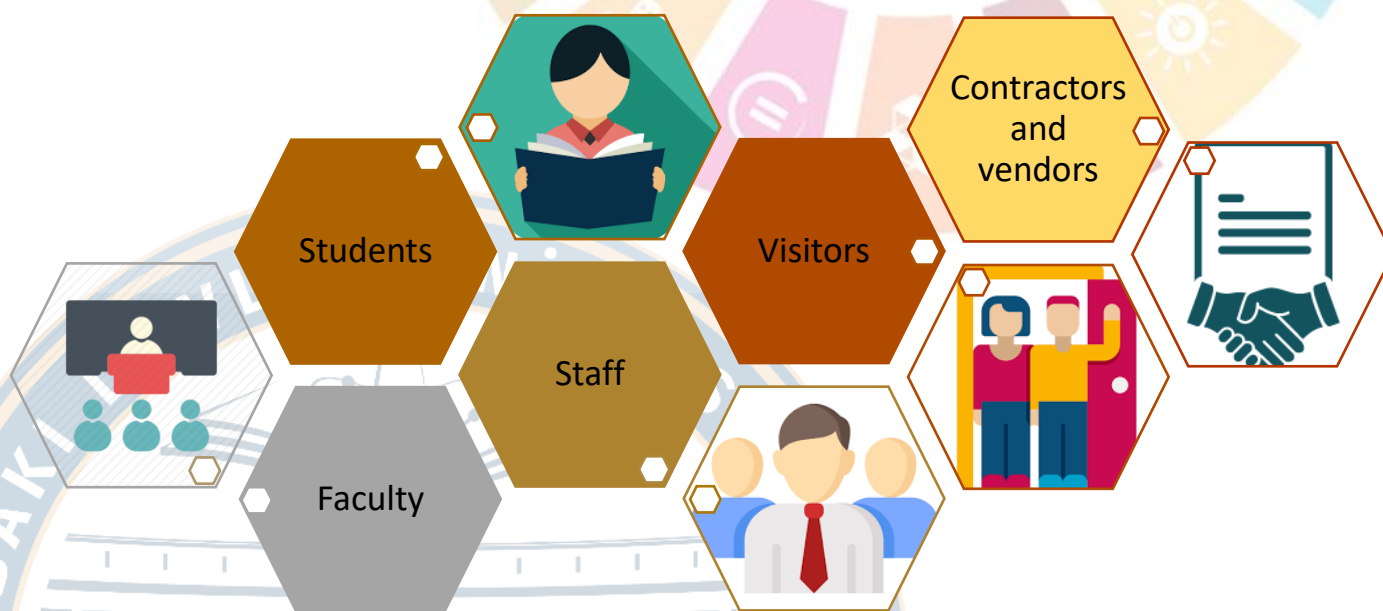 Contractors
and
vendors
Students
Visitors
Staff
Faculty